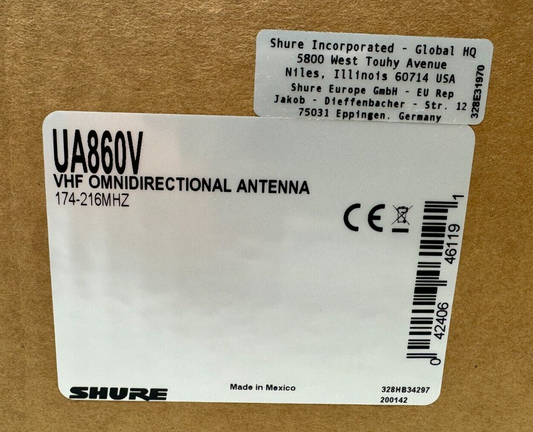 Shure Incorporated - Global HQ
5800 West Touhy Avenue
Niles, Illinois 60714 USA
Shure Europe GmbH - EU Rep
Jakob - Dieffenbacher - Str. 12
75031 Eppingen. Germany
328E31970
UA860V
VHF OMNIDIRECTIONAL ANTENNA
174-216MHZ
CE
0 42406 46119 1
SHURE
Made in Mexico
328HB34297
200142